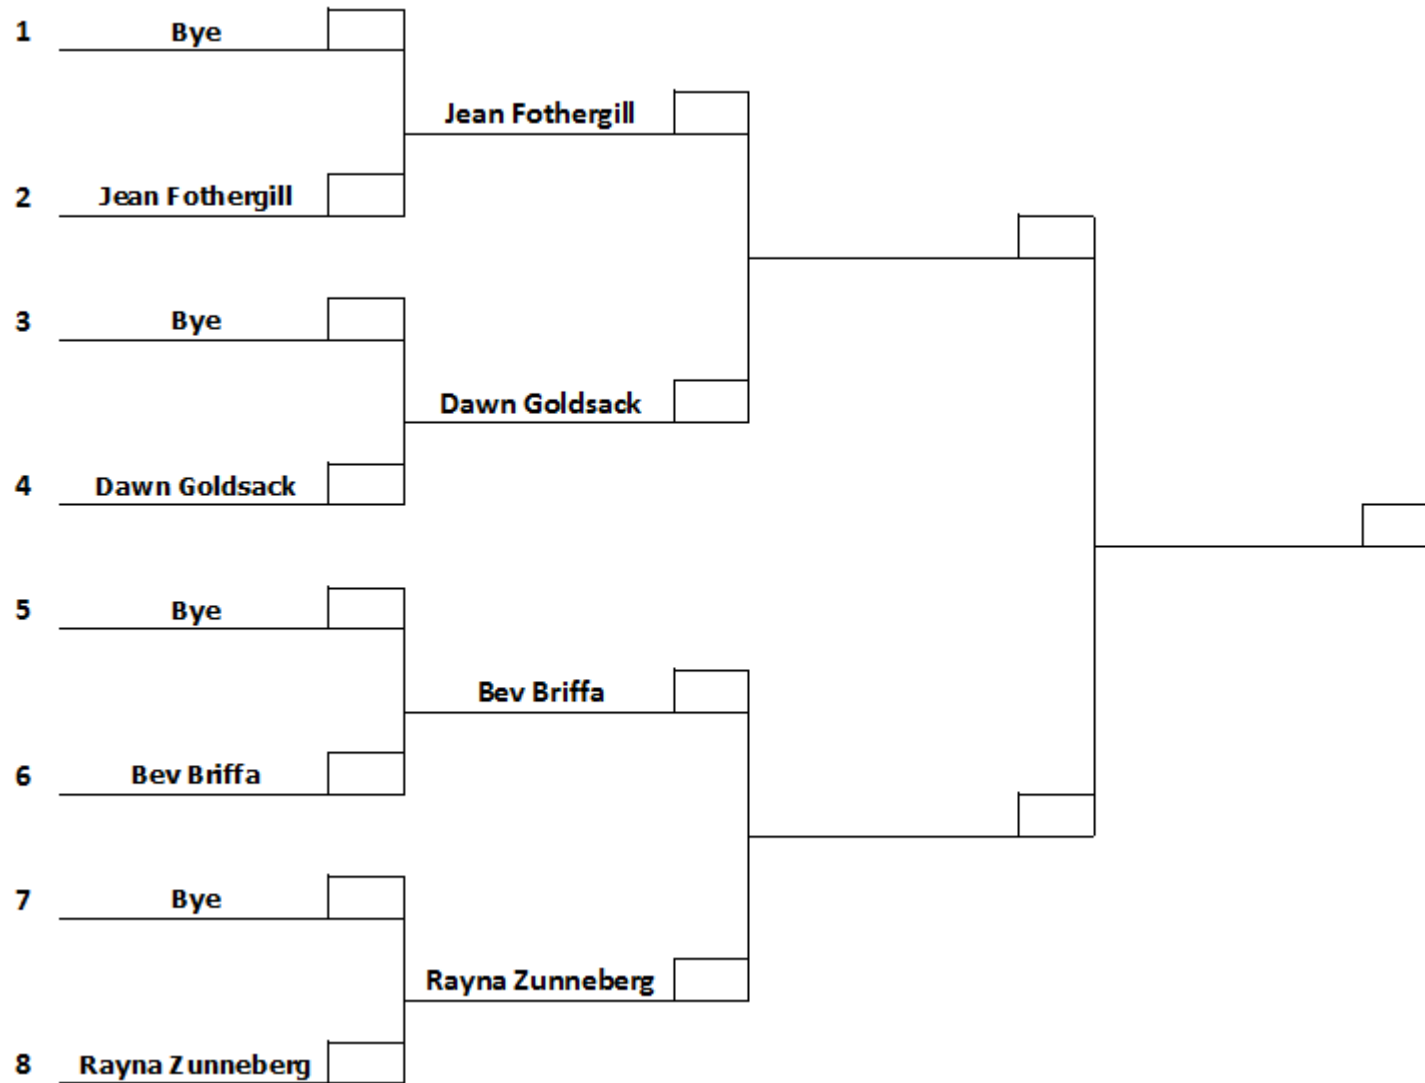 1 Bye
Jean Fothergill
2 Jean Fothergill
3 Bye
Dawn Goldsack
4 Dawn Goldsack
5 Bye
Bev Briffa
6 Bev Briffa
7 Bye
Rayna Zunneberg
8 Rayna Zunneberg